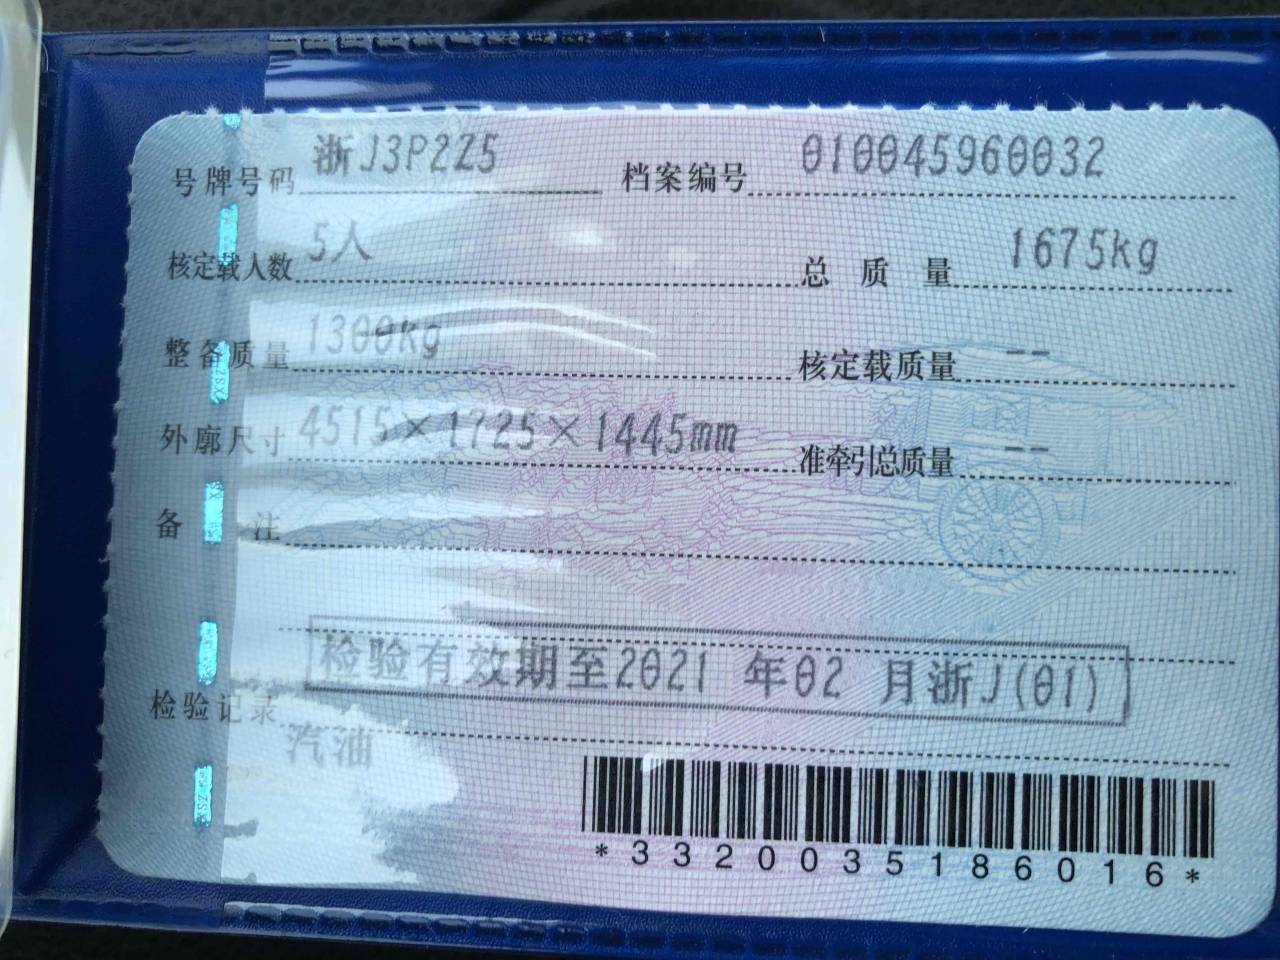 号牌号码 浙J3P2Z5 档案编号 010045960032
核定载人数 5人 总质量 1675kg
整备质量 1300kg 核定载质量 --
外廓尺寸 4515×1725×1445mm 准牵引总质量 --
备注
检验有效期至2021年02月浙J(01)
检验记录
汽油
*3320035186016*